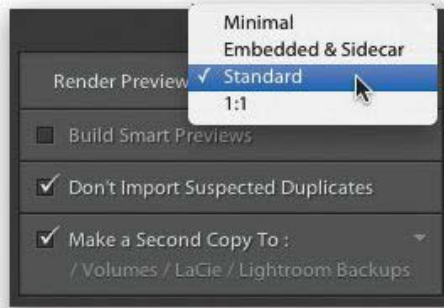 Minimal
Embedded & Sidecar
Render Preview ✓ Standard
1:1
Build Smart Previews
Don't Import Suspected Duplicates
Make a Second Copy To :
/ Volumes / LaCie / Lightroom Backups